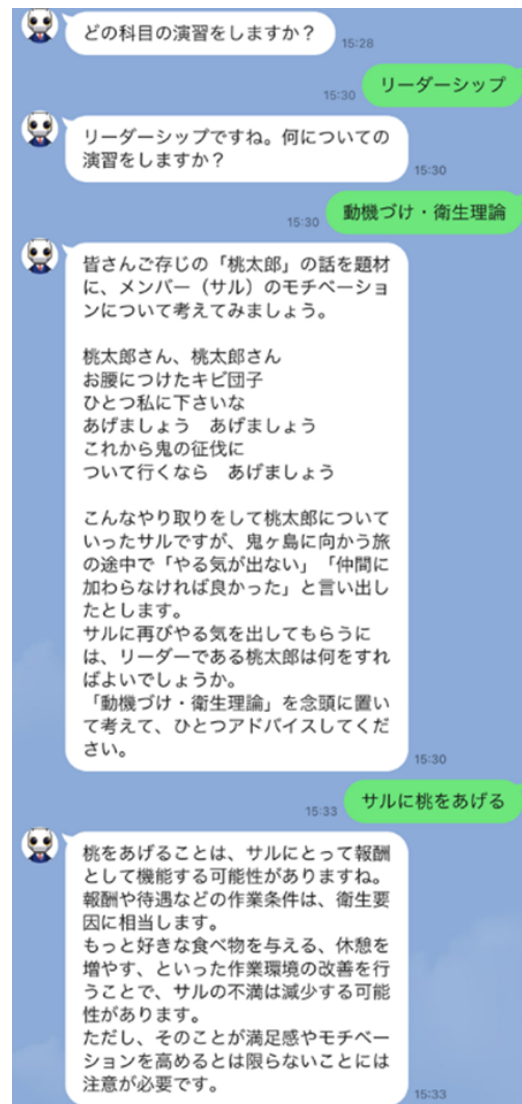 どの科目の演習をしますか？
15:28
リーダーシップ
15:30
リーダーシップですね。何についての
演習をしますか？
15:30
動機づけ・衛生理論
15:30
皆さんご存じの「桃太郎」の話を題材
に、メンバー（サル）のモチベーショ
ンについて考えてみましょう。
桃太郎さん、桃太郎さん
お腰につけたキビ団子
ひとつ私に下さいな
あげましょう　あげましょう
これから鬼の征伐に
ついて行くなら　あげましょう
こんなやり取りをして桃太郎について
いったサルですが、鬼ヶ島に向かう旅
の途中で「やる気が出ない」「仲間に
加わらなければ良かった」と言い出し
たとします。
サルに再びやる気を出してもらうに
は、リーダーである桃太郎は何をすれ
ばよいでしょうか。
「動機づけ・衛生理論」を念頭に置い
て考えて、ひとつアドバイスしてくだ
さい。
15:30
サルに桃をあげる
15:33
桃をあげることは、サルにとって報酬
として機能する可能性がありますね。
報酬や待遇などの作業条件は、衛生要
因に相当します。
もっと好きな食べ物を与える、休憩を
増やす、といった作業環境の改善を行
うことで、サルの不満は減少する可能
性があります。
ただし、そのことが満足感やモチベー
ションを高めるとは限らないことには
注意が必要です。
15:33